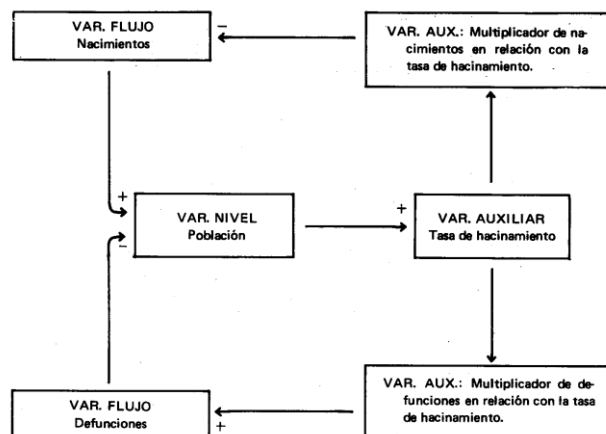 VAR. FLUJO
Nacimientos
–
VAR. AUX.: Multiplicador de na-
cimientos en relación con la
tasa de hacinamiento.
+
–
VAR. NIVEL
Población
+
VAR. AUXILIAR
Tasa de hacinamiento
VAR. FLUJO
Defunciones
+
VAR. AUX.: Multiplicador de de-
funciones en relación con la tasa
de hacinamiento.